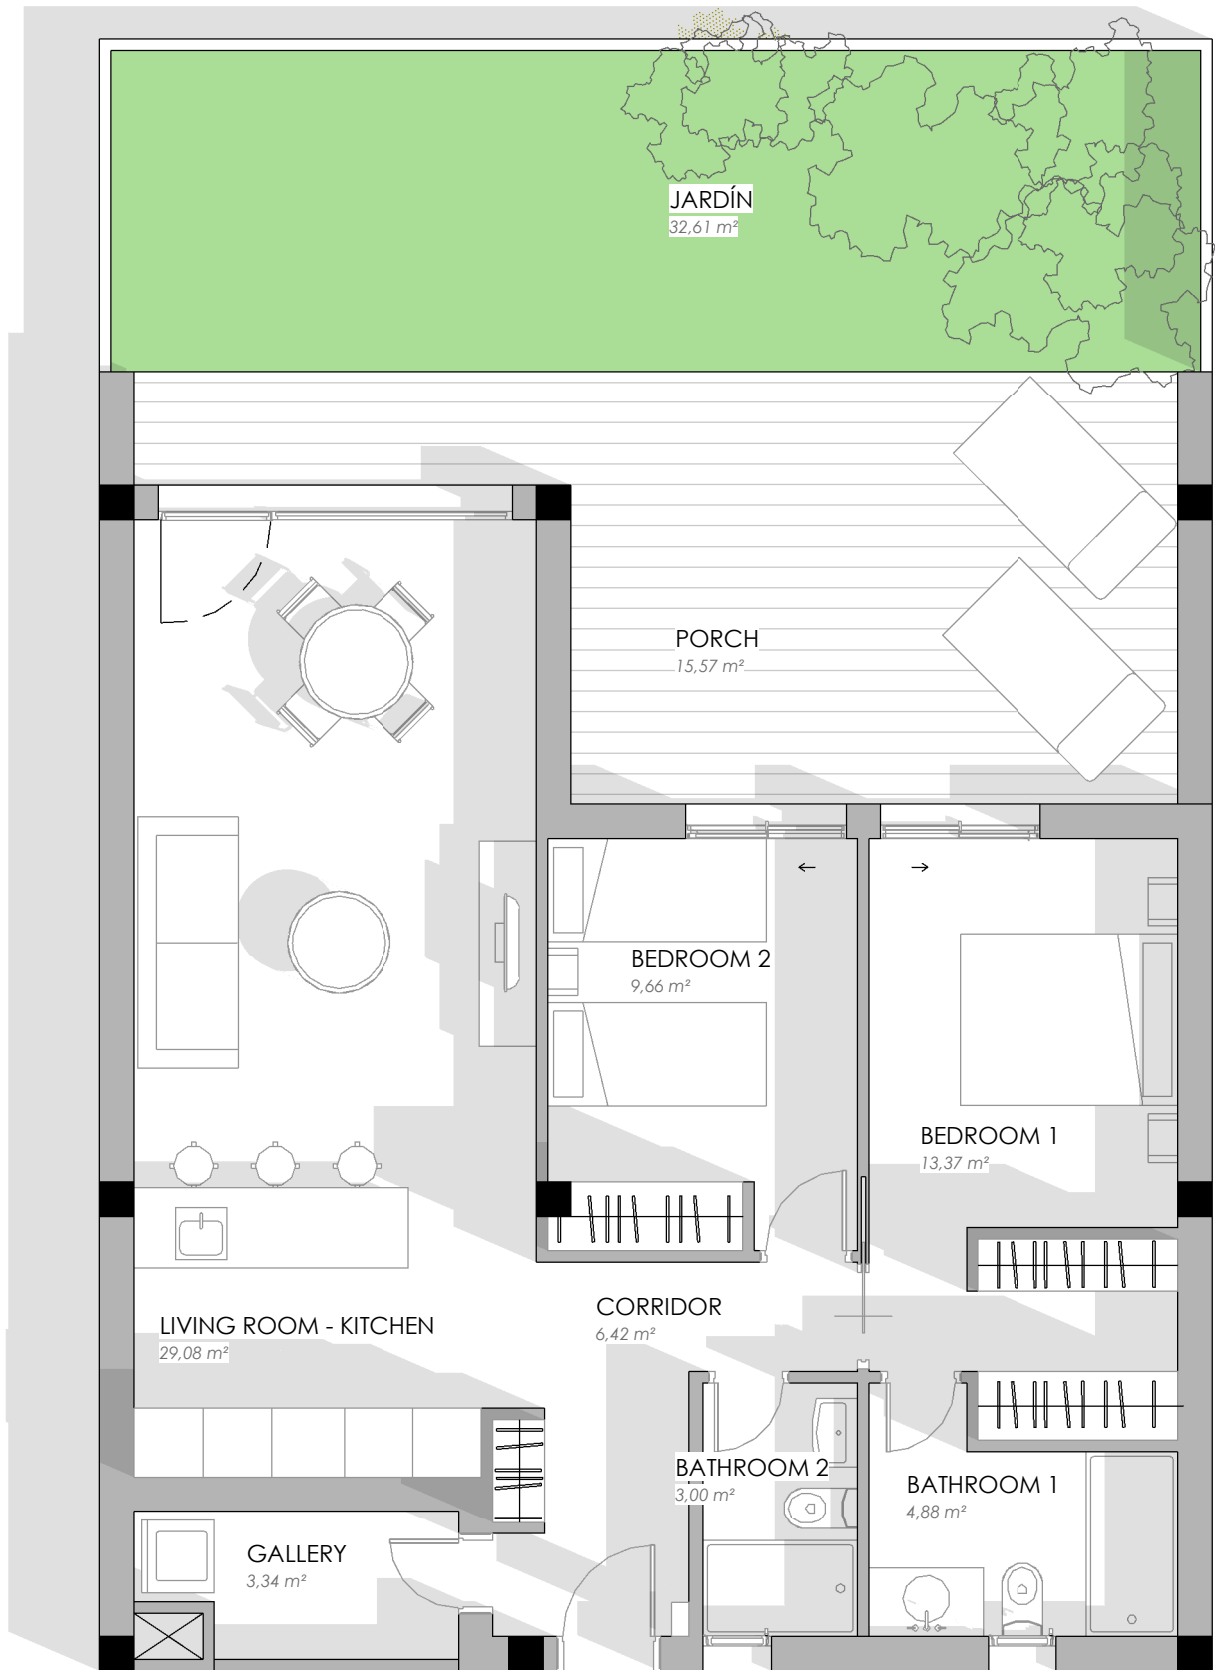 JARDÍN
32,61 m²
PORCH
15,57 m²
BEDROOM 2
9,66 m²
BEDROOM 1
13,37 m²
CORRIDOR
6,42 m²
LIVING ROOM - KITCHEN
29,08 m²
BATHROOM 2
3,00 m²
BATHROOM 1
4,88 m²
GALLERY
3,34 m²